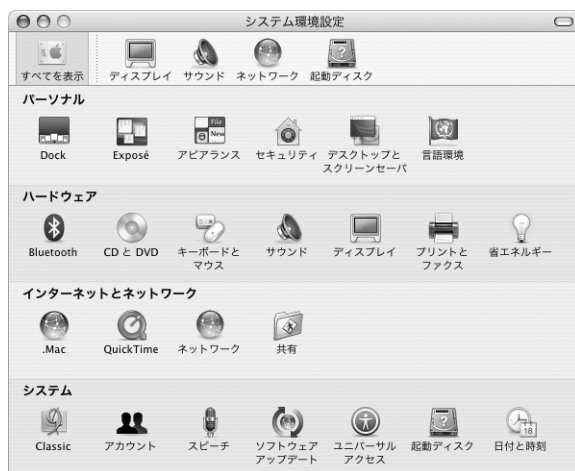 システム環境設定
すべてを表示 ディスプレイ サウンド ネットワーク 起動ディスク
パーソナル
Dock Exposé アピアランス セキュリティ デスクトップと 言語環境
スクリーンセーバ
ハードウェア
Bluetooth CD と DVD キーボードと サウンド ディスプレイ プリントと 省エネルギー
マウス ファクス
インターネットとネットワーク
.Mac QuickTime ネットワーク 共有
システム
Classic アカウント スピーチ ソフトウェア ユニバーサル 起動ディスク 日付と時刻
アップデート アクセス